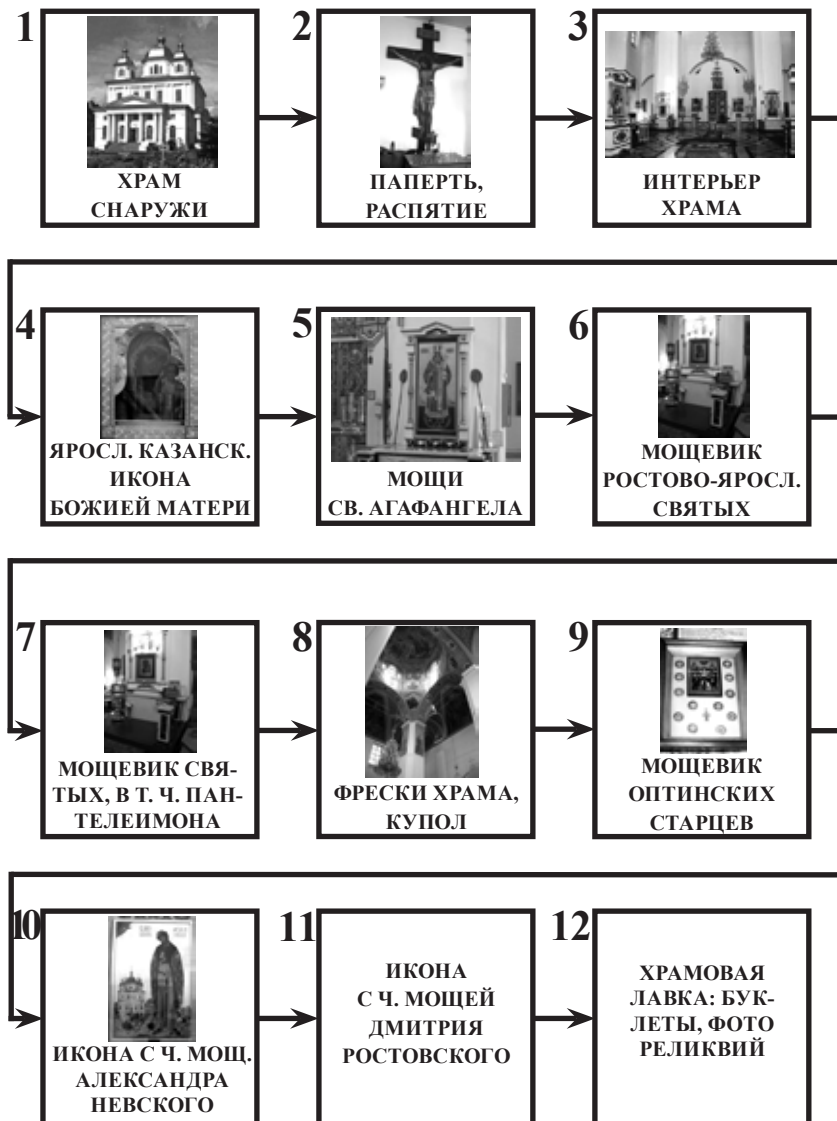 1
ХРАМ
СНАРУЖИ
2
ПАПЕРТЬ,
РАСПЯТИЕ
3
ИНТЕРЬЕР
ХРАМА
4
ЯРОСЛ. КАЗАНСК.
ИКОНА
БОЖИЕЙ МАТЕРИ
5
МОЩИ
СВ. АГАФАНГЕЛА
6
МОЩЕВИК
РОСТОВО-ЯРОСЛ.
СВЯТЫХ
7
МОЩЕВИК СВЯ-
ТЫХ, В Т. Ч. ПАН-
ТЕЛЕИМОНА
8
ФРЕСКИ ХРАМА,
КУПОЛ
9
МОЩЕВИК
ОПТИНСКИХ
СТАРЦЕВ
10
ИКОНА С Ч. МОЩ.
АЛЕКСАНДРА
НЕВСКОГО
11
ИКОНА
С Ч. МОЩЕЙ
ДМИТРИЯ
РОСТОВСКОГО
12
ХРАМОВАЯ
ЛАВКА: БУК-
ЛЕТЫ, ФОТО
РЕЛИКВИЙ